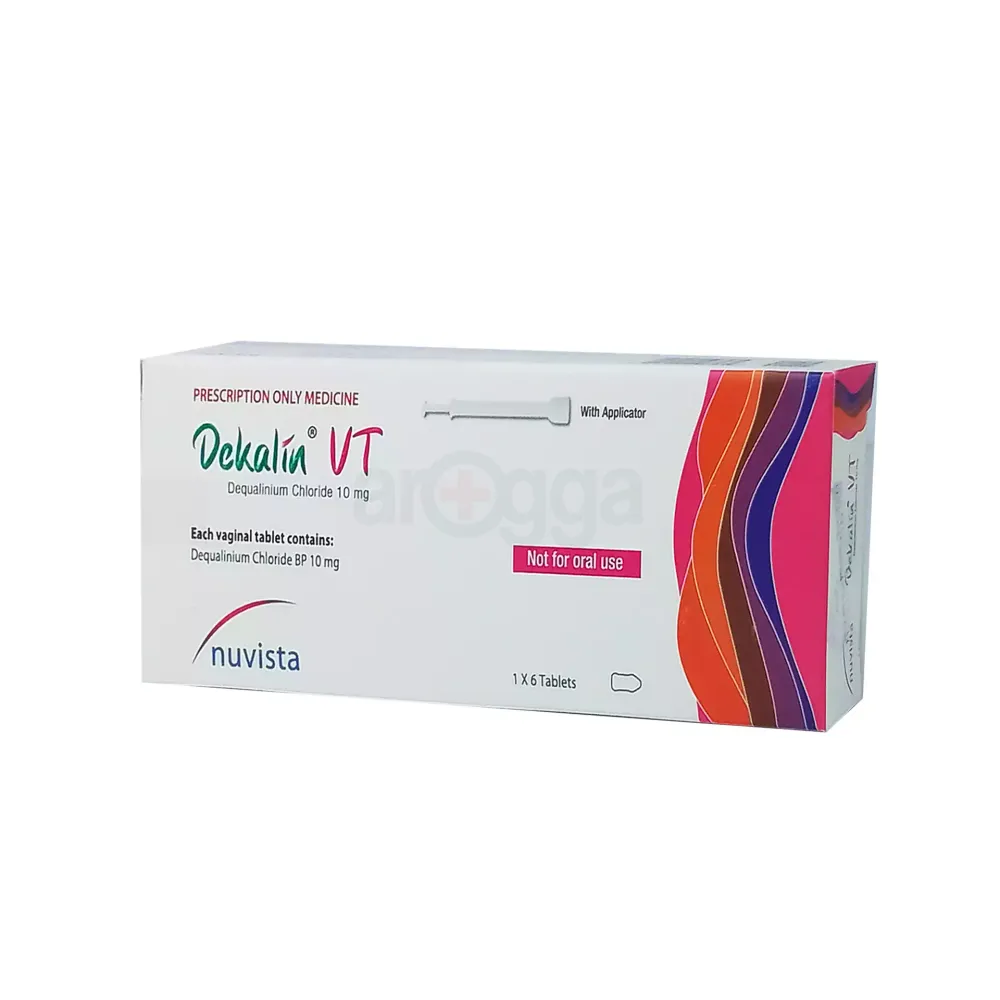 PRESCRIPTION ONLY MEDICINE
With Applicator
Dekalin® VT
Dequalinium Chloride 10 mg
arogga
Each vaginal tablet contains:
Dequalinium Chloride BP 10 mg
Not for oral use
nuvista
1 X 6 Tablets
Dekalin VT
nuvista